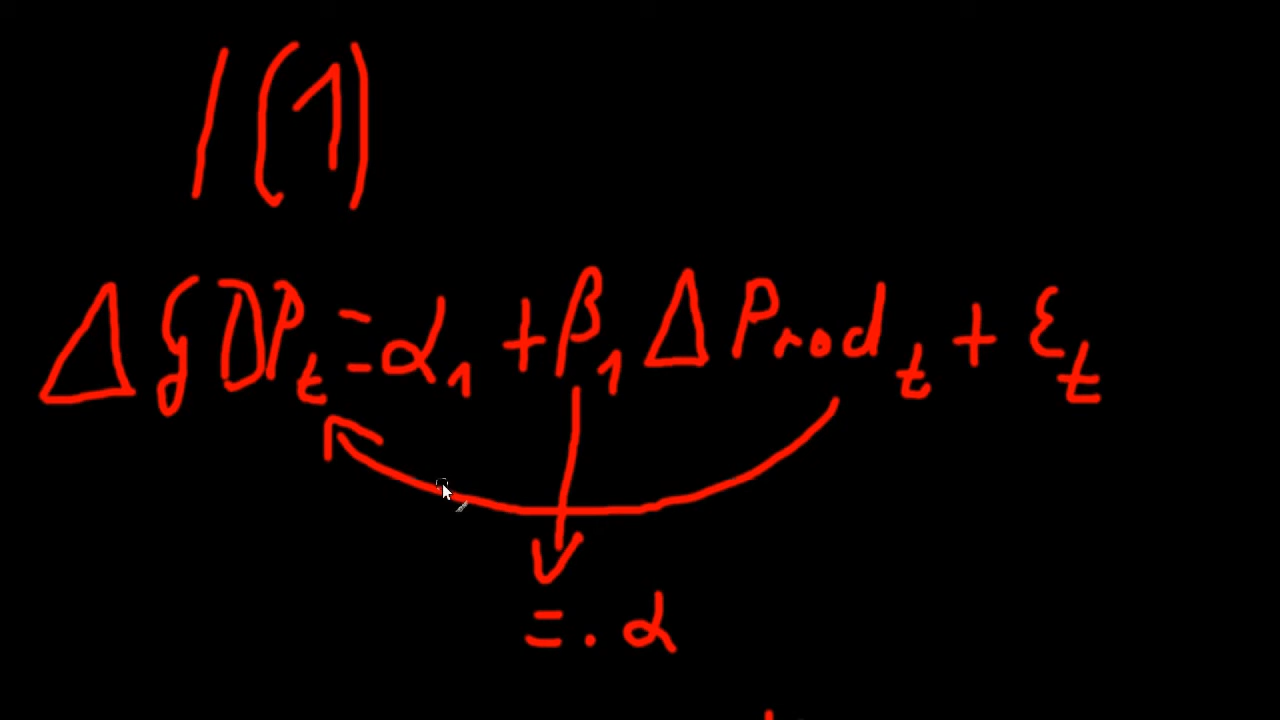 I(1)
ΔGDPt = α1 + β1 ΔProdt + εt
= . α